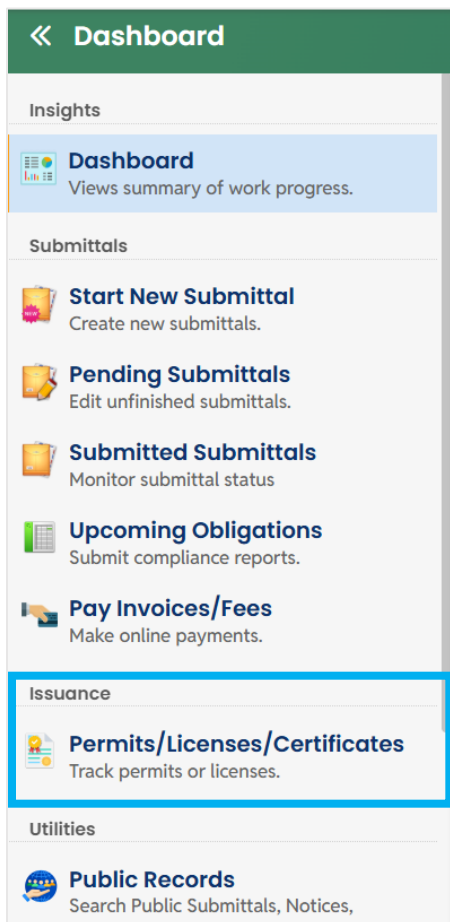 « Dashboard
Insights
Dashboard
Views summary of work progress.
Submittals
NEW
Start New Submittal
Create new submittals.
Pending Submittals
Edit unfinished submittals.
Submitted Submittals
Monitor submittal status
Upcoming Obligations
Submit compliance reports.
Pay Invoices/Fees
Make online payments.
Issuance
Permits/Licenses/Certificates
Track permits or licenses.
Utilities
Public Records
Search Public Submittals, Notices,